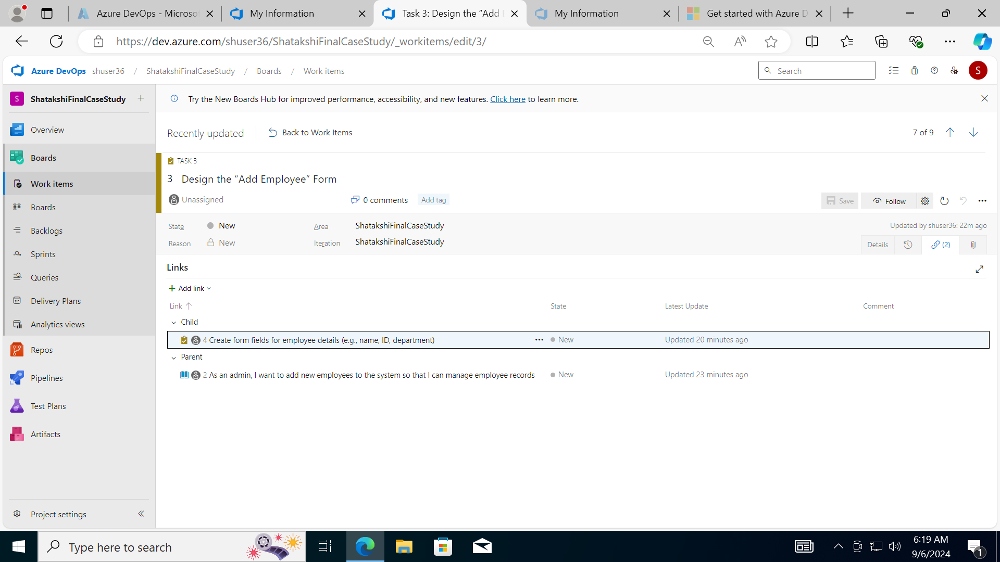 Azure DevOps - Microsof
My Information
Task 3: Design the “Add
My Information
Get started with Azure D
https://dev.azure.com/shuser36/ShatakshiFinalCaseStudy/_workitems/edit/3/
Azure DevOps shuser36 / ShatakshiFinalCaseStudy / Boards / Work items
Search
S
S ShatakshiFinalCaseStudy +
Try the New Boards Hub for improved performance, accessibility, and new features. Click here to learn more.
Overview
Boards
Work items
Boards
Backlogs
Sprints
Queries
Delivery Plans
Analytics views
Repos
Pipelines
Test Plans
Artifacts
Project settings
Recently updated
Back to Work Items
7 of 9
TASK 3
3 Design the “Add Employee” Form
Unassigned
0 comments
Add tag
Save
Follow
State New
Area ShatakshiFinalCaseStudy
Updated by shuser36: 22m ago
Reason New
Iteration ShatakshiFinalCaseStudy
Details
(2)
Links
+ Add link
Link State Latest Update Comment
Child
4 Create form fields for employee details (e.g., name, ID, department) ••• New Updated 20 minutes ago
Parent
2 As an admin, I want to add new employees to the system so that I can manage employee records New Updated 23 minutes ago
Type here to search
6:19 AM
9/6/2024
1